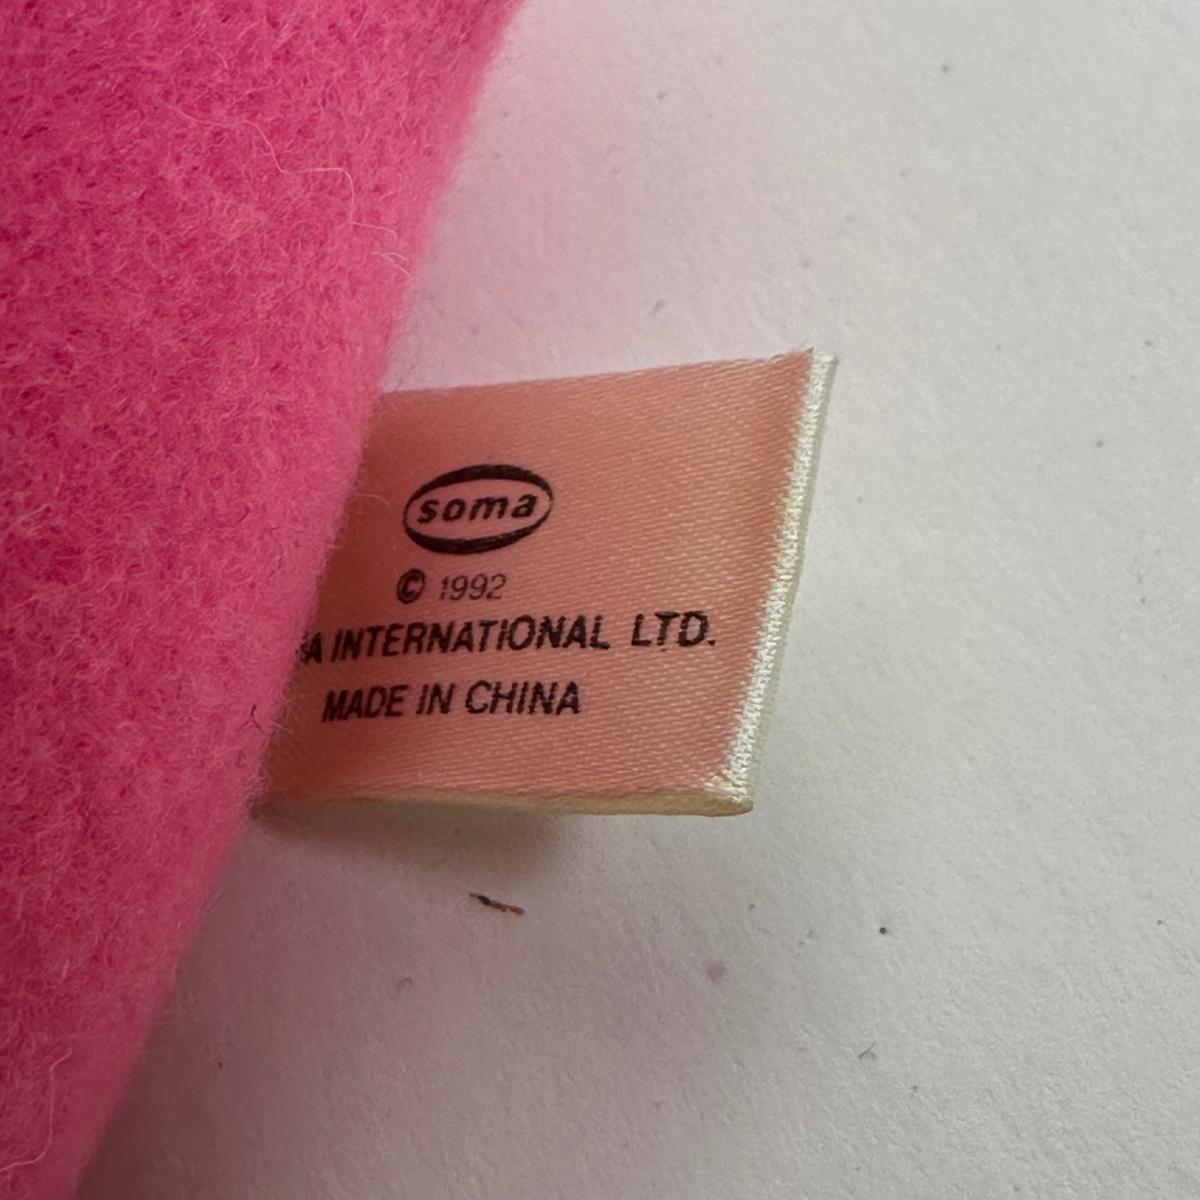 soma
© 1992
A INTERNATIONAL LTD.
MADE IN CHINA